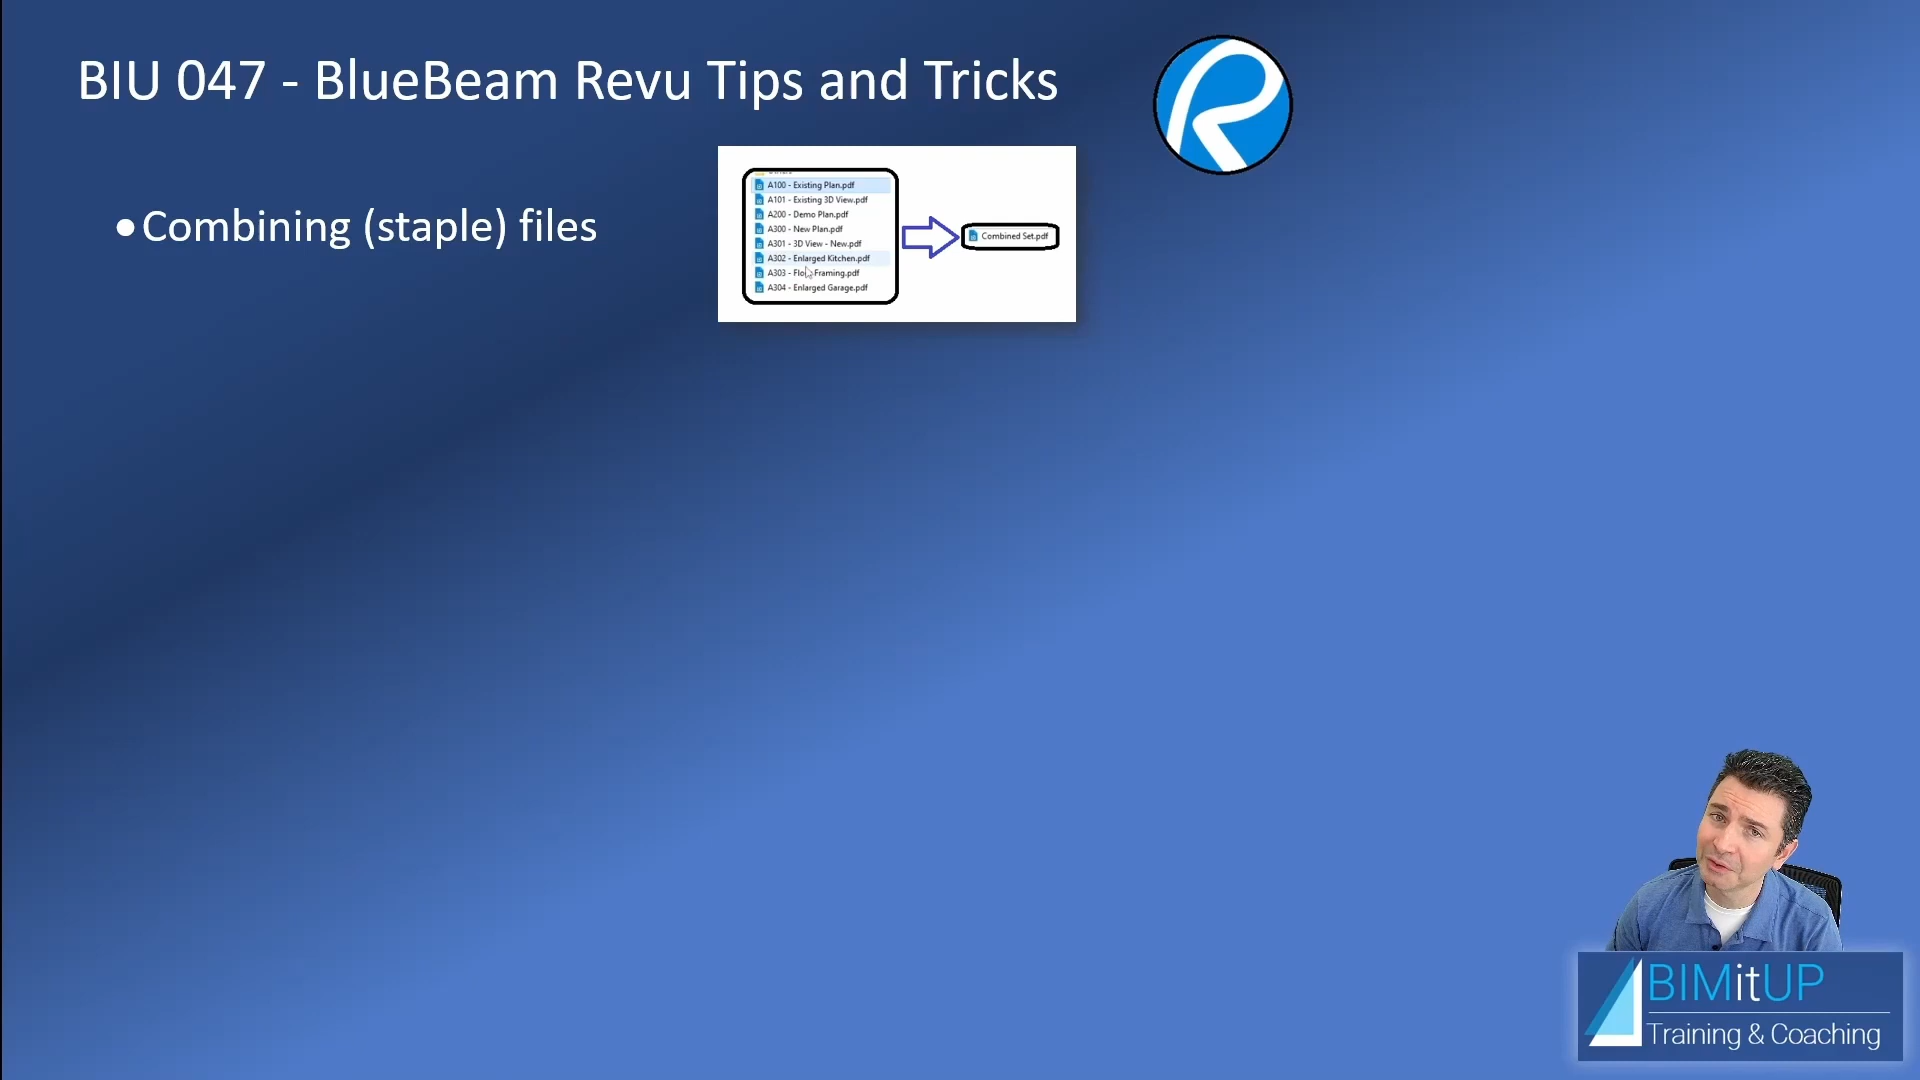 BIU 047 - BlueBeam Revu Tips and Tricks
•Combining (staple) files
A100 - Existing Plan.pdf
A101 - Existing 3D View.pdf
A200 - Demo Plan.pdf
A300 - New Plan.pdf
A301 - 3D View - New.pdf
A302 - Enlarged Kitchen.pdf
A303 - Floor Framing.pdf
A304 - Enlarged Garage.pdf
Combined Set.pdf
BIMitUP
Training & Coaching